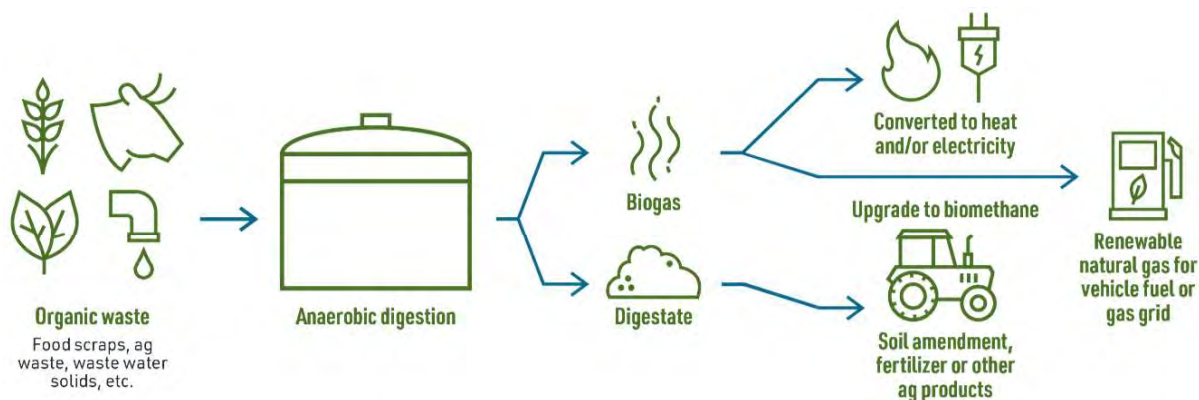 Organic waste
Food scraps, ag
waste, waste water
solids, etc.
Anaerobic digestion
Biogas
Digestate
Converted to heat
and/or electricity
Upgrade to biomethane
Soil amendment,
fertilizer or other
ag products
Renewable
natural gas for
vehicle fuel or
gas grid